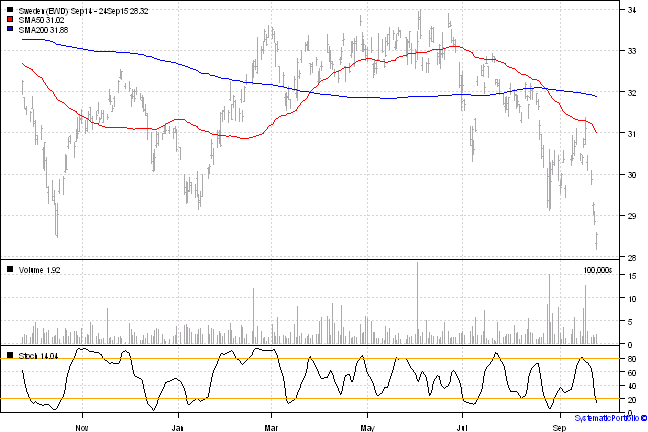 Sweden (EWD) Sep14 - 24Sep15 28.32
SMA50 31.02
SMA200 31.88
34
33
32
31
30
29
28
Volume 1.92
100,000s
15
10
5
0
Stoch 14.04
80
60
40
20
0
Nov
Jan
Mar
May
Jul
Sep
SystematicPortfolio ©